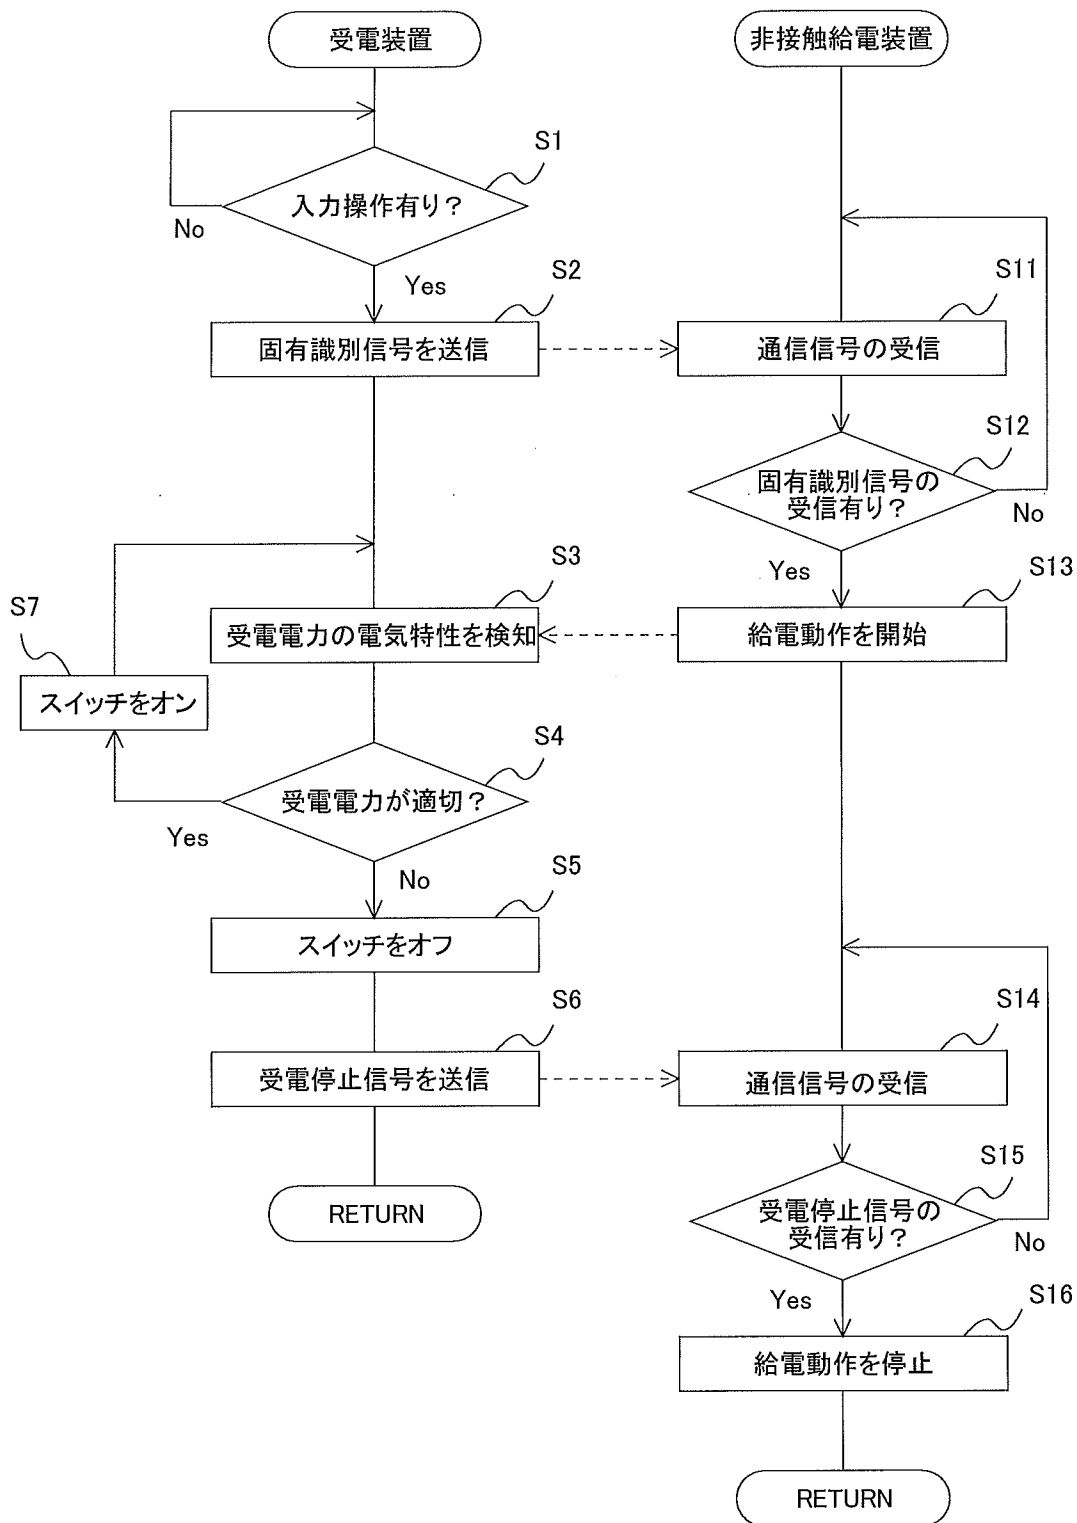 受電装置
非接触給電装置
S1
入力操作有り？
No
Yes
S2
固有識別信号を送信
S11
通信信号の受信
S12
固有識別信号の
受信有り？
No
Yes
S13
給電動作を開始
S3
受電電力の電気特性を検知
S7
スイッチをオン
S4
受電電力が適切？
Yes
No
S5
スイッチをオフ
S6
受電停止信号を送信
RETURN
S14
通信信号の受信
S15
受電停止信号の
受信有り？
No
Yes
S16
給電動作を停止
RETURN